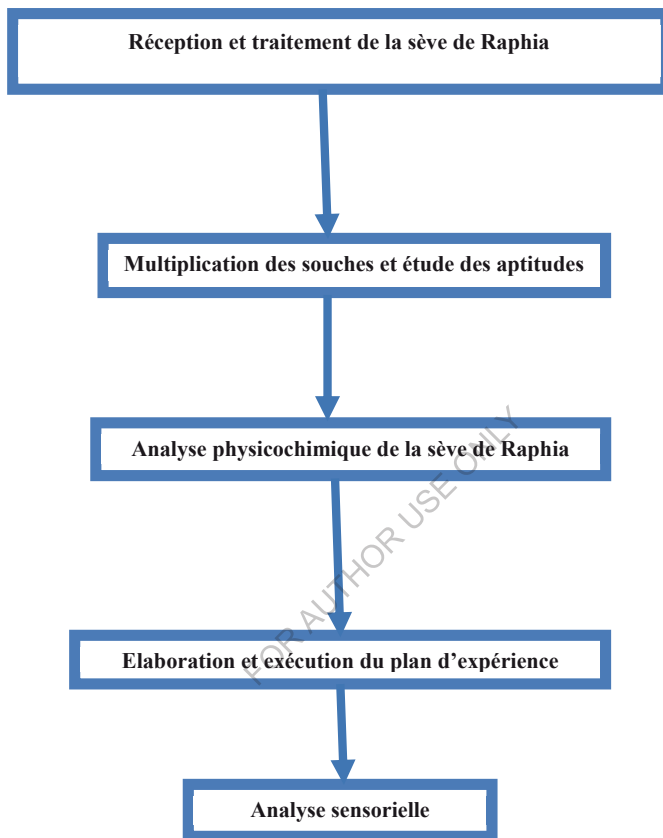 Réception et traitement de la sève de Raphia
Multiplication des souches et étude des aptitudes
Analyse physicochimique de la sève de Raphia
FOR AUTHOR USE ONLY
Elaboration et exécution du plan d’expérience
Analyse sensorielle